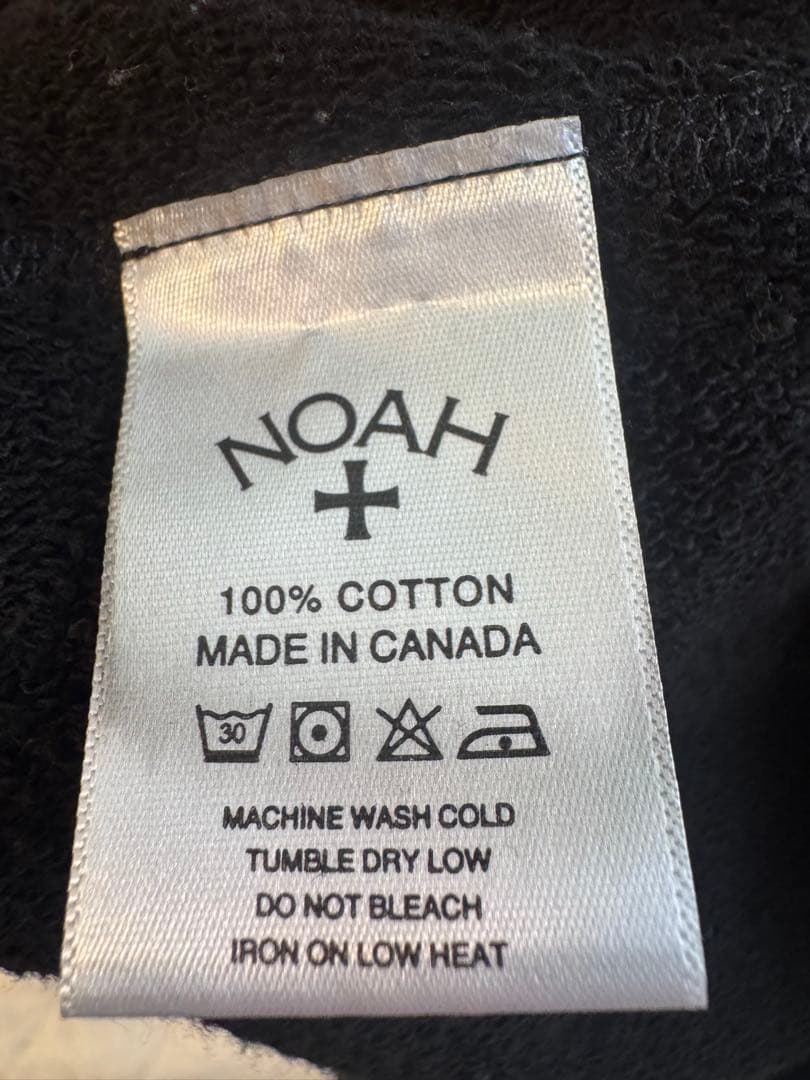 NOAH
100% COTTON
MADE IN CANADA
30
MACHINE WASH COLD
TUMBLE DRY LOW
DO NOT BLEACH
IRON ON LOW HEAT